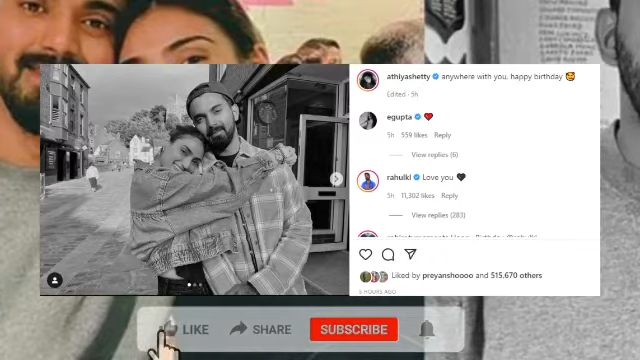 athiyashetty anywhere with you, happy birthday 🥰
Edited · 5h
egupta ❤️
5h 559 likes Reply
View replies (6)
rahulkl Love you 🖤
5h 11,302 likes Reply
View replies (283)
Liked by preyanshoooo and 515,670 others
5 HOURS AGO
LIKE SHARE SUBSCRIBE